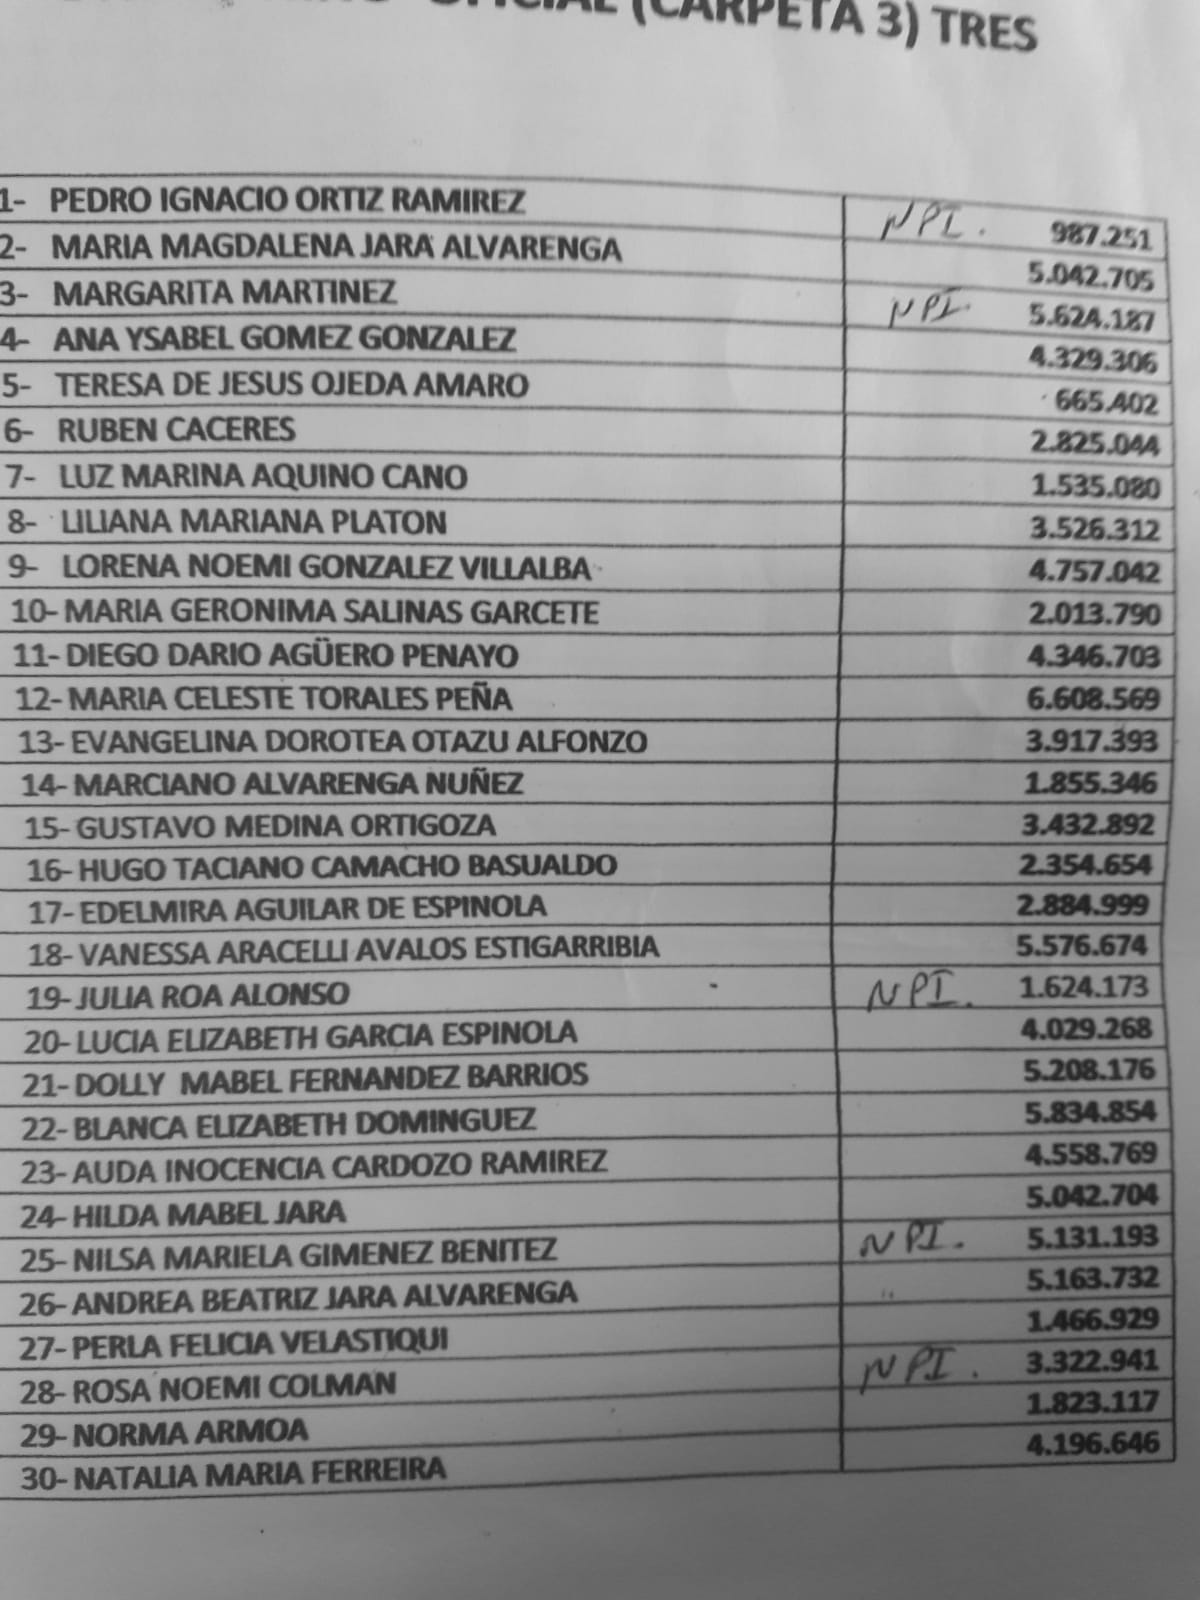 OFICIAL (CARPETA 3) TRES
1- PEDRO IGNACIO ORTIZ RAMIREZ NPI. 987.251
2- MARIA MAGDALENA JARA ALVARENGA 5.042.705
3- MARGARITA MARTINEZ NPI. 5.624.187
4- ANA YSABEL GOMEZ GONZALEZ 4.329.306
5- TERESA DE JESUS OJEDA AMARO 665.402
6- RUBEN CACERES 2.825.044
7- LUZ MARINA AQUINO CANO 1.535.080
8- LILIANA MARIANA PLATON 3.526.312
9- LORENA NOEMI GONZALEZ VILLALBA 4.757.042
10- MARIA GERONIMA SALINAS GARCETE 2.013.790
11- DIEGO DARIO AGÜERO PENAYO 4.346.703
12- MARIA CELESTE TORALES PEÑA 6.608.569
13- EVANGELINA DOROTEA OTAZU ALFONZO 3.917.393
14- MARCIANO ALVARENGA NUÑEZ 1.855.346
15- GUSTAVO MEDINA ORTIGOZA 3.432.892
16- HUGO TACIANO CAMACHO BASUALDO 2.354.654
17- EDELMIRA AGUILAR DE ESPINOLA 2.884.999
18- VANESSA ARACELLI AVALOS ESTIGARRIBIA 5.576.674
19- JULIA ROA ALONSO NPI. 1.624.173
20- LUCIA ELIZABETH GARCIA ESPINOLA 4.029.268
21- DOLLY MABEL FERNANDEZ BARRIOS 5.208.176
22- BLANCA ELIZABETH DOMINGUEZ 5.834.854
23- AUDA INOCENCIA CARDOZO RAMIREZ 4.558.769
24- HILDA MABEL JARA 5.042.704
25- NILSA MARIELA GIMENEZ BENITEZ NPI. 5.131.193
26- ANDREA BEATRIZ JARA ALVARENGA 5.163.732
27- PERLA FELICIA VELASTIQUI 1.466.929
28- ROSA NOEMI COLMAN NPI. 3.322.941
29- NORMA ARMOA 1.823.117
30- NATALIA MARIA FERREIRA 4.196.646